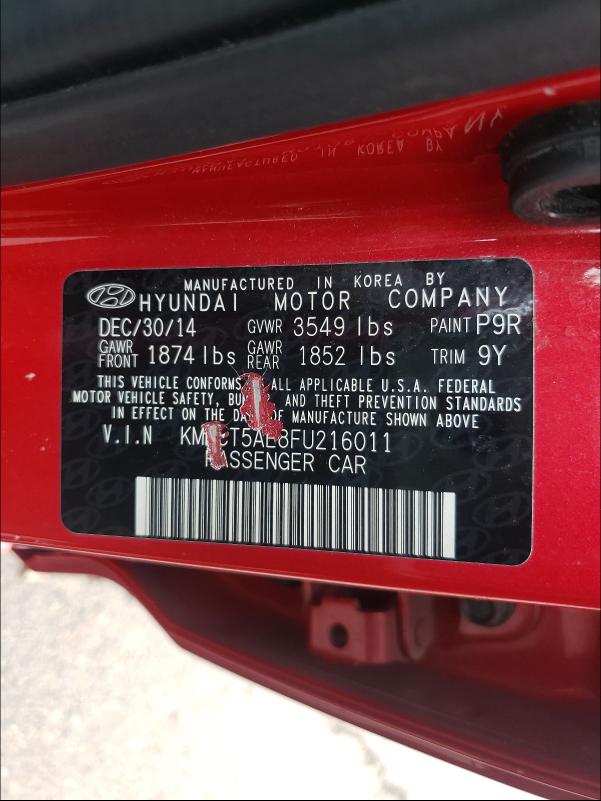 MANUFACTURED IN KOREA BY
HYUNDAI MOTOR COMPANY
DEC/30/14 GVWR 3549 lbs PAINT P9R
GAWR FRONT 1874 lbs GAWR REAR 1852 lbs TRIM 9Y
THIS VEHICLE CONFORMS ALL APPLICABLE U.S.A. FEDERAL
MOTOR VEHICLE SAFETY, AND THEFT PREVENTION STANDARDS
IN EFFECT ON THE OF MANUFACTURE SHOWN ABOVE
V.I.N
PASSENGER CAR